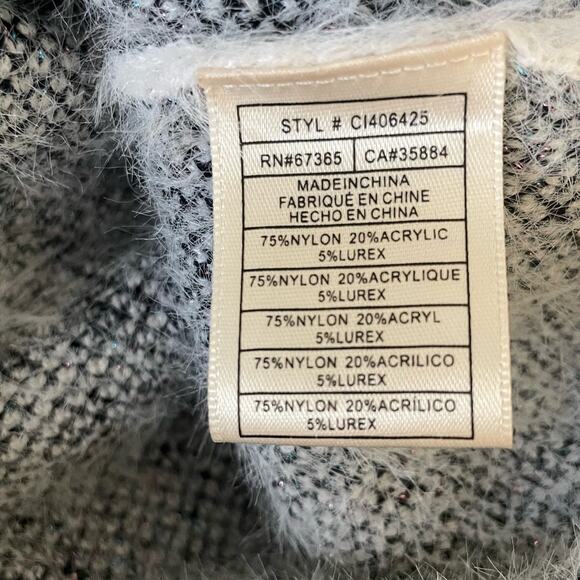 STYL # CI406425
RN#67365 CA#35884
MADEINCHINA
FABRIQUÉ EN CHINE
HECHO EN CHINA
75%NYLON 20%ACRYLIC
5%LUREX
75%NYLON 20%ACRYLIQUE
5%LUREX
75%NYLON 20%ACRYL
5%LUREX
75%NYLON 20%ACRILICO
5%LUREX
75%NYLON 20%ACRÍLICO
5%LUREX